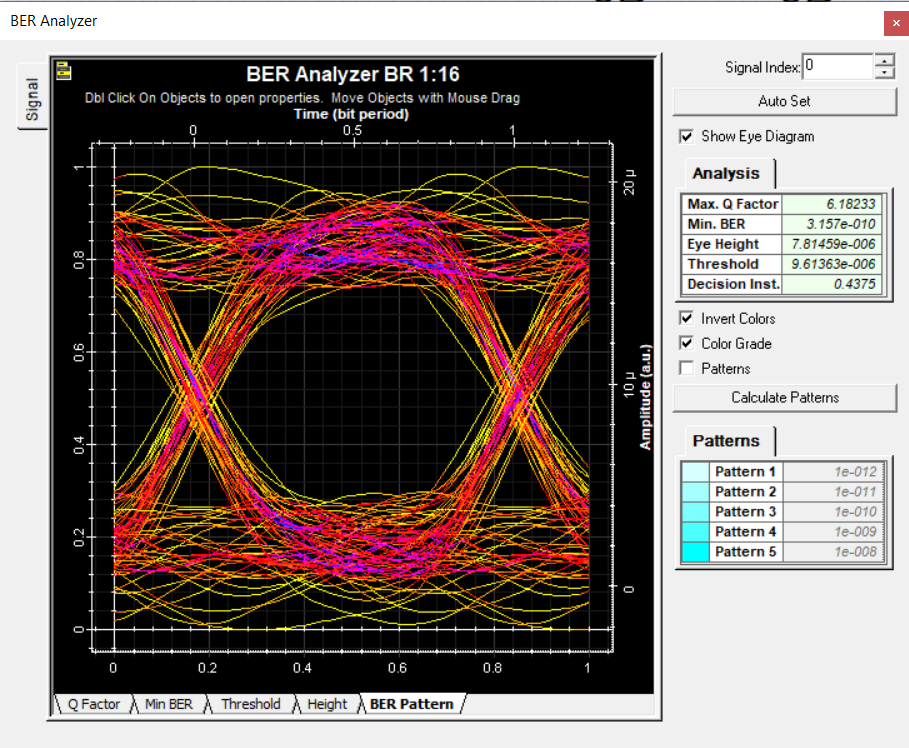 BER Analyzer
Signal
BER Analyzer BR 1:16
Dbl Click On Objects to open properties. Move Objects with Mouse Drag
Time (bit period)
0 0.5 1
1
0.8
0.6
0.4
0.2
0
20 µ
10 µ
0
Amplitude (a.u.)
0 0.2 0.4 0.6 0.8 1
Q Factor Min BER Threshold Height BER Pattern
Signal Index: 0
Auto Set
Show Eye Diagram
Analysis
Max. Q Factor 6.18233
Min. BER 3.157e-010
Eye Height 7.81459e-006
Threshold 9.61363e-006
Decision Inst. 0.4375
Invert Colors
Color Grade
Patterns
Calculate Patterns
Patterns
Pattern 1 1e-012
Pattern 2 1e-011
Pattern 3 1e-010
Pattern 4 1e-009
Pattern 5 1e-008